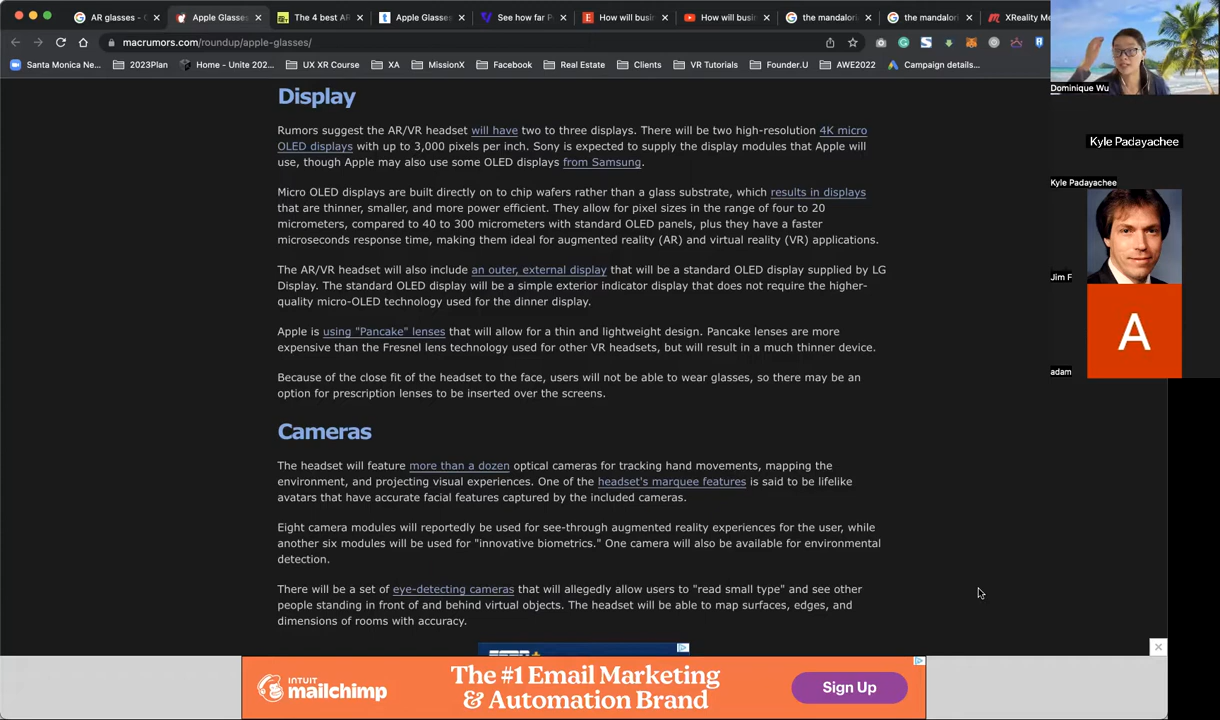 AR glasses - G
Apple Glasses
The 4 best AR
Apple Glasses
See how far P
How will busi
How will busi
the mandalori
the mandalori
XReality Me
macrumors.com/roundup/apple-glasses/
Santa Monica Ne...
2023Plan
Home - Unite 202...
UX XR Course
XA
MissionX
Facebook
Real Estate
Clients
VR Tutorials
Founder.U
AWE2022
Campaign details...
Display
Rumors suggest the AR/VR headset will have two to three displays. There will be two high-resolution 4K micro
OLED displays with up to 3,000 pixels per inch. Sony is expected to supply the display modules that Apple will
use, though Apple may also use some OLED displays from Samsung.
Micro OLED displays are built directly on to chip wafers rather than a glass substrate, which results in displays
that are thinner, smaller, and more power efficient. They allow for pixel sizes in the range of four to 20
micrometers, compared to 40 to 300 micrometers with standard OLED panels, plus they have a faster
microseconds response time, making them ideal for augmented reality (AR) and virtual reality (VR) applications.
The AR/VR headset will also include an outer, external display that will be a standard OLED display supplied by LG
Display. The standard OLED display will be a simple exterior indicator display that does not require the higher-
quality micro-OLED technology used for the dinner display.
Apple is using "Pancake" lenses that will allow for a thin and lightweight design. Pancake lenses are more
expensive than the Fresnel lens technology used for other VR headsets, but will result in a much thinner device.
Because of the close fit of the headset to the face, users will not be able to wear glasses, so there may be an
option for prescription lenses to be inserted over the screens.
Cameras
The headset will feature more than a dozen optical cameras for tracking hand movements, mapping the
environment, and projecting visual experiences. One of the headset's marquee features is said to be lifelike
avatars that have accurate facial features captured by the included cameras.
Eight camera modules will reportedly be used for see-through augmented reality experiences for the user, while
another six modules will be used for "innovative biometrics." One camera will also be available for environmental
detection.
There will be a set of eye-detecting cameras that will allegedly allow users to "read small type" and see other
people standing in front of and behind virtual objects. The headset will be able to map surfaces, edges, and
dimensions of rooms with accuracy.
INTUIT
mailchimp
The #1 Email Marketing
& Automation Brand
Sign Up
Dominique Wu
Kyle Padayachee
Kyle Padayachee
Jim F
A
adam